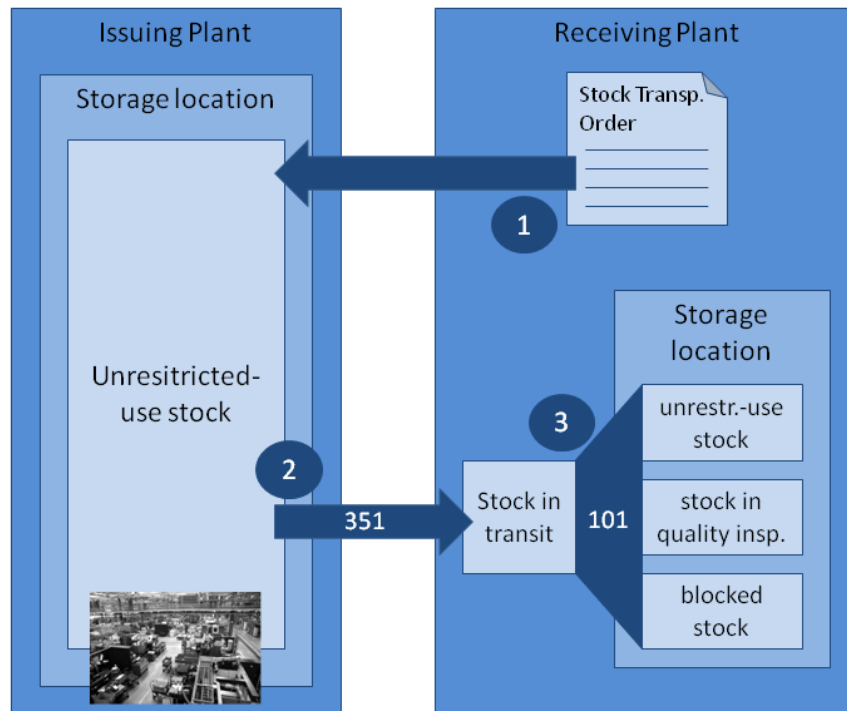 Issuing Plant
Storage location
Unresitricted-
use stock
2
351
Receiving Plant
Stock Transp.
Order
1
Storage
location
3
Stock in
transit
101
unrestr.-use
stock
stock in
quality insp.
blocked
stock